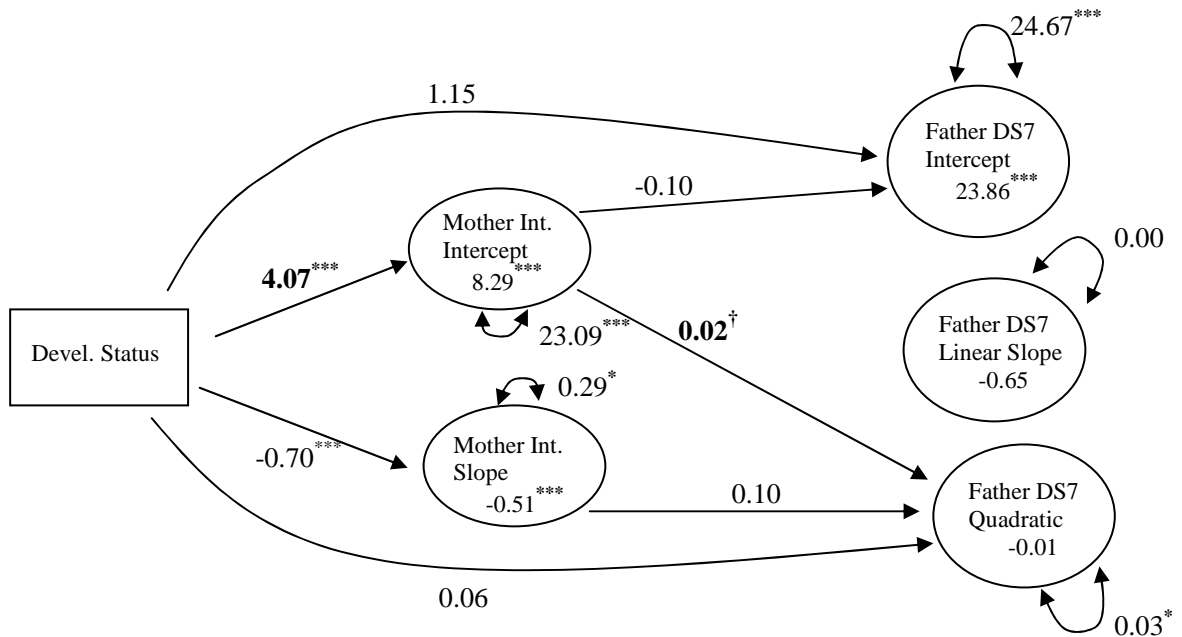 24.67***
1.15
Father DS7
Intercept
23.86***
-0.10
Mother Int.
Intercept
8.29***
0.00
4.07***
23.09***
0.02†
Father DS7
Linear Slope
-0.65
Devel. Status
0.29*
-0.70***
Mother Int.
Slope
-0.51***
0.10
Father DS7
Quadratic
-0.01
0.06
0.03*